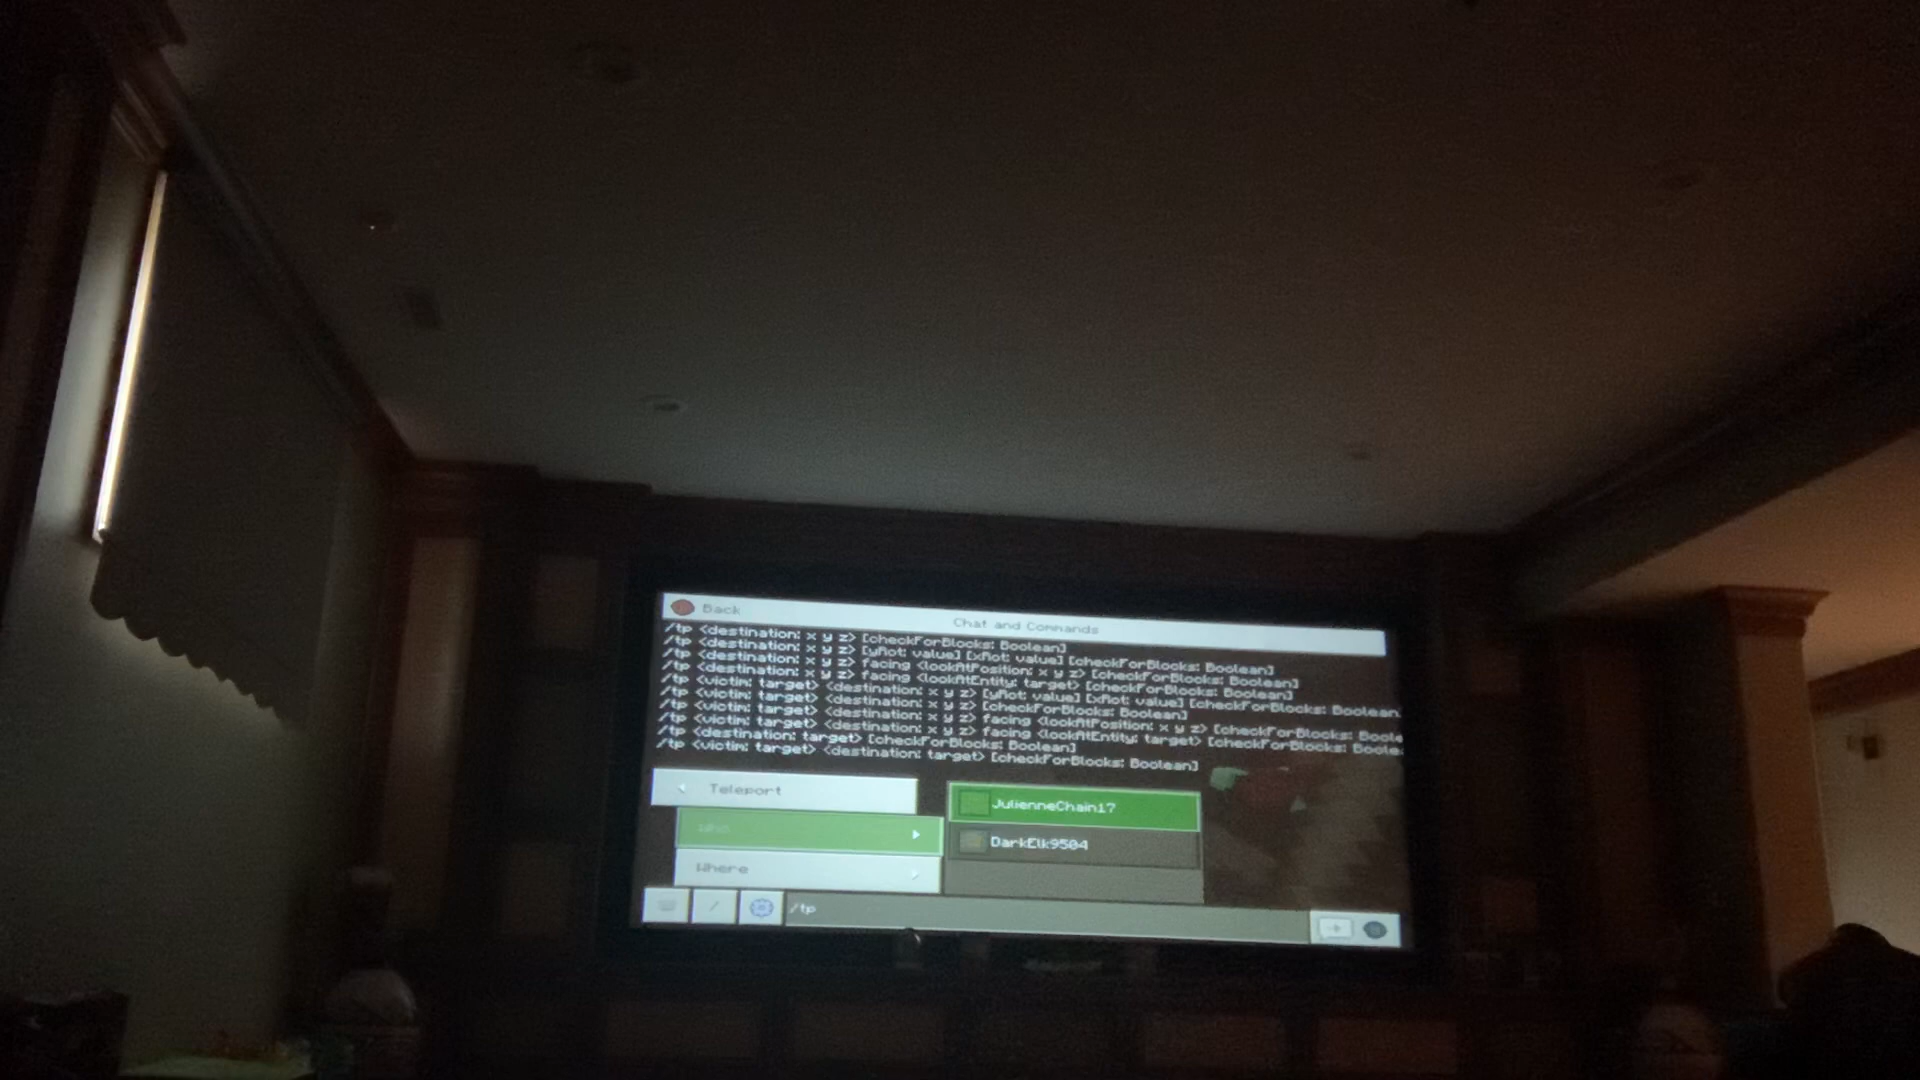 Back
Chat and Commands
/tp <destination: x y z> [checkForBlocks: Boolean]
/tp <destination: x y z> [yRot: value] [xRot: value] [checkForBlocks: Boolean]
/tp <destination: x y z> facing <lookAtPosition: x y z> [checkForBlocks: Boolean]
/tp <destination: x y z> facing <lookAtEntity: target> [checkForBlocks: Boolean]
/tp <victim: target> <destination: x y z> [yRot: value] [xRot: value] [checkForBlocks: Boolean
/tp <victim: target> <destination: x y z> [checkForBlocks: Boolean]
/tp <victim: target> <destination: x y z> facing <lookAtPosition: x y z> [checkForBlocks: Boole
/tp <victim: target> <destination: x y z> facing <lookAtEntity: target> [checkForBlocks: Boole
/tp <destination: target> [checkForBlocks: Boolean]
/tp <victim: target> <destination: target> [checkForBlocks: Boolean]
Teleport
Who
Where
JulienneChain17
DarkElk9504
/tp